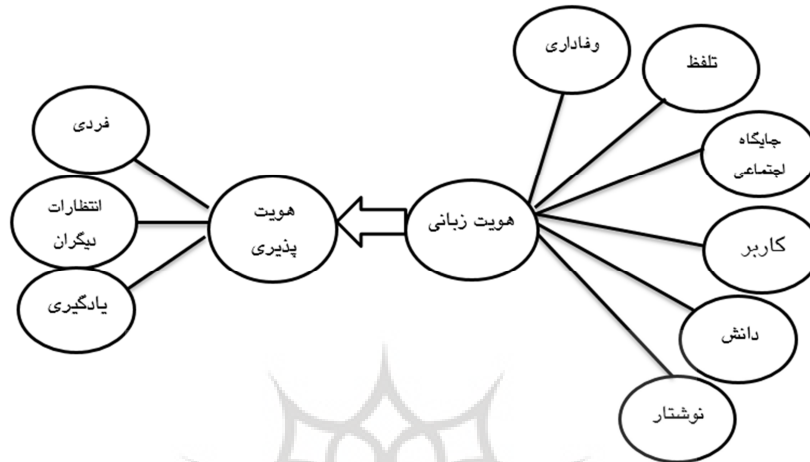 وفاداری
تلفظ
جایگاه
اجتماعی
کاربر
دانش
نوشتار
هویت زبانی
هویت
پذیری
فردی
انتظارات
دیگران
یادگیری